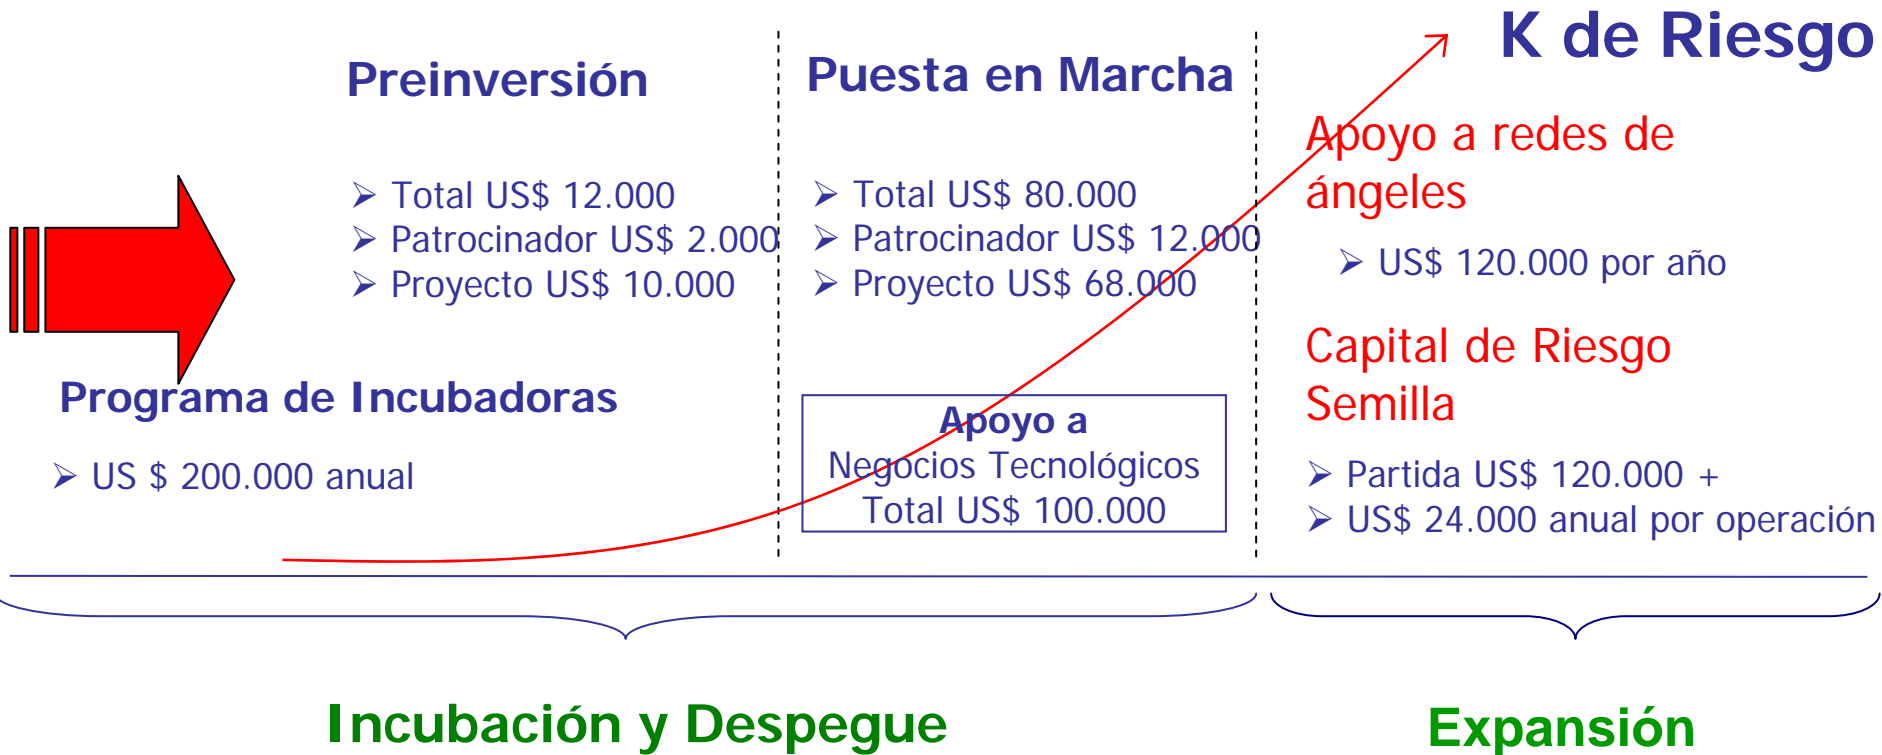 K de Riesgo
Preinversión
Puesta en Marcha
Total US$ 12.000
Patrocinador US$ 2.000
Proyecto US$ 10.000
Total US$ 80.000
Patrocinador US$ 12.000
Proyecto US$ 68.000
Apoyo a redes de
ángeles
US$ 120.000 por año
Programa de Incubadoras
US $ 200.000 anual
Apoyo a
Negocios Tecnológicos
Total US$ 100.000
Capital de Riesgo
Semilla
Partida US$ 120.000 +
US$ 24.000 anual por operación
Incubación y Despegue
Expansión